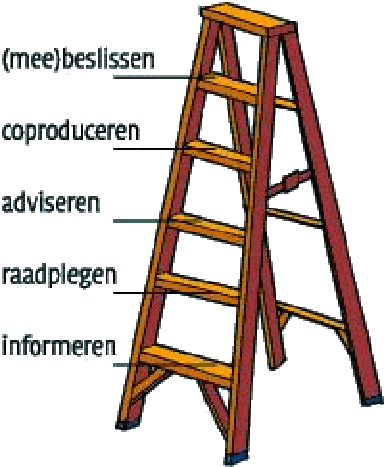 (mee)beslissen
coproduceren
adviseren
raadplegen
informeren